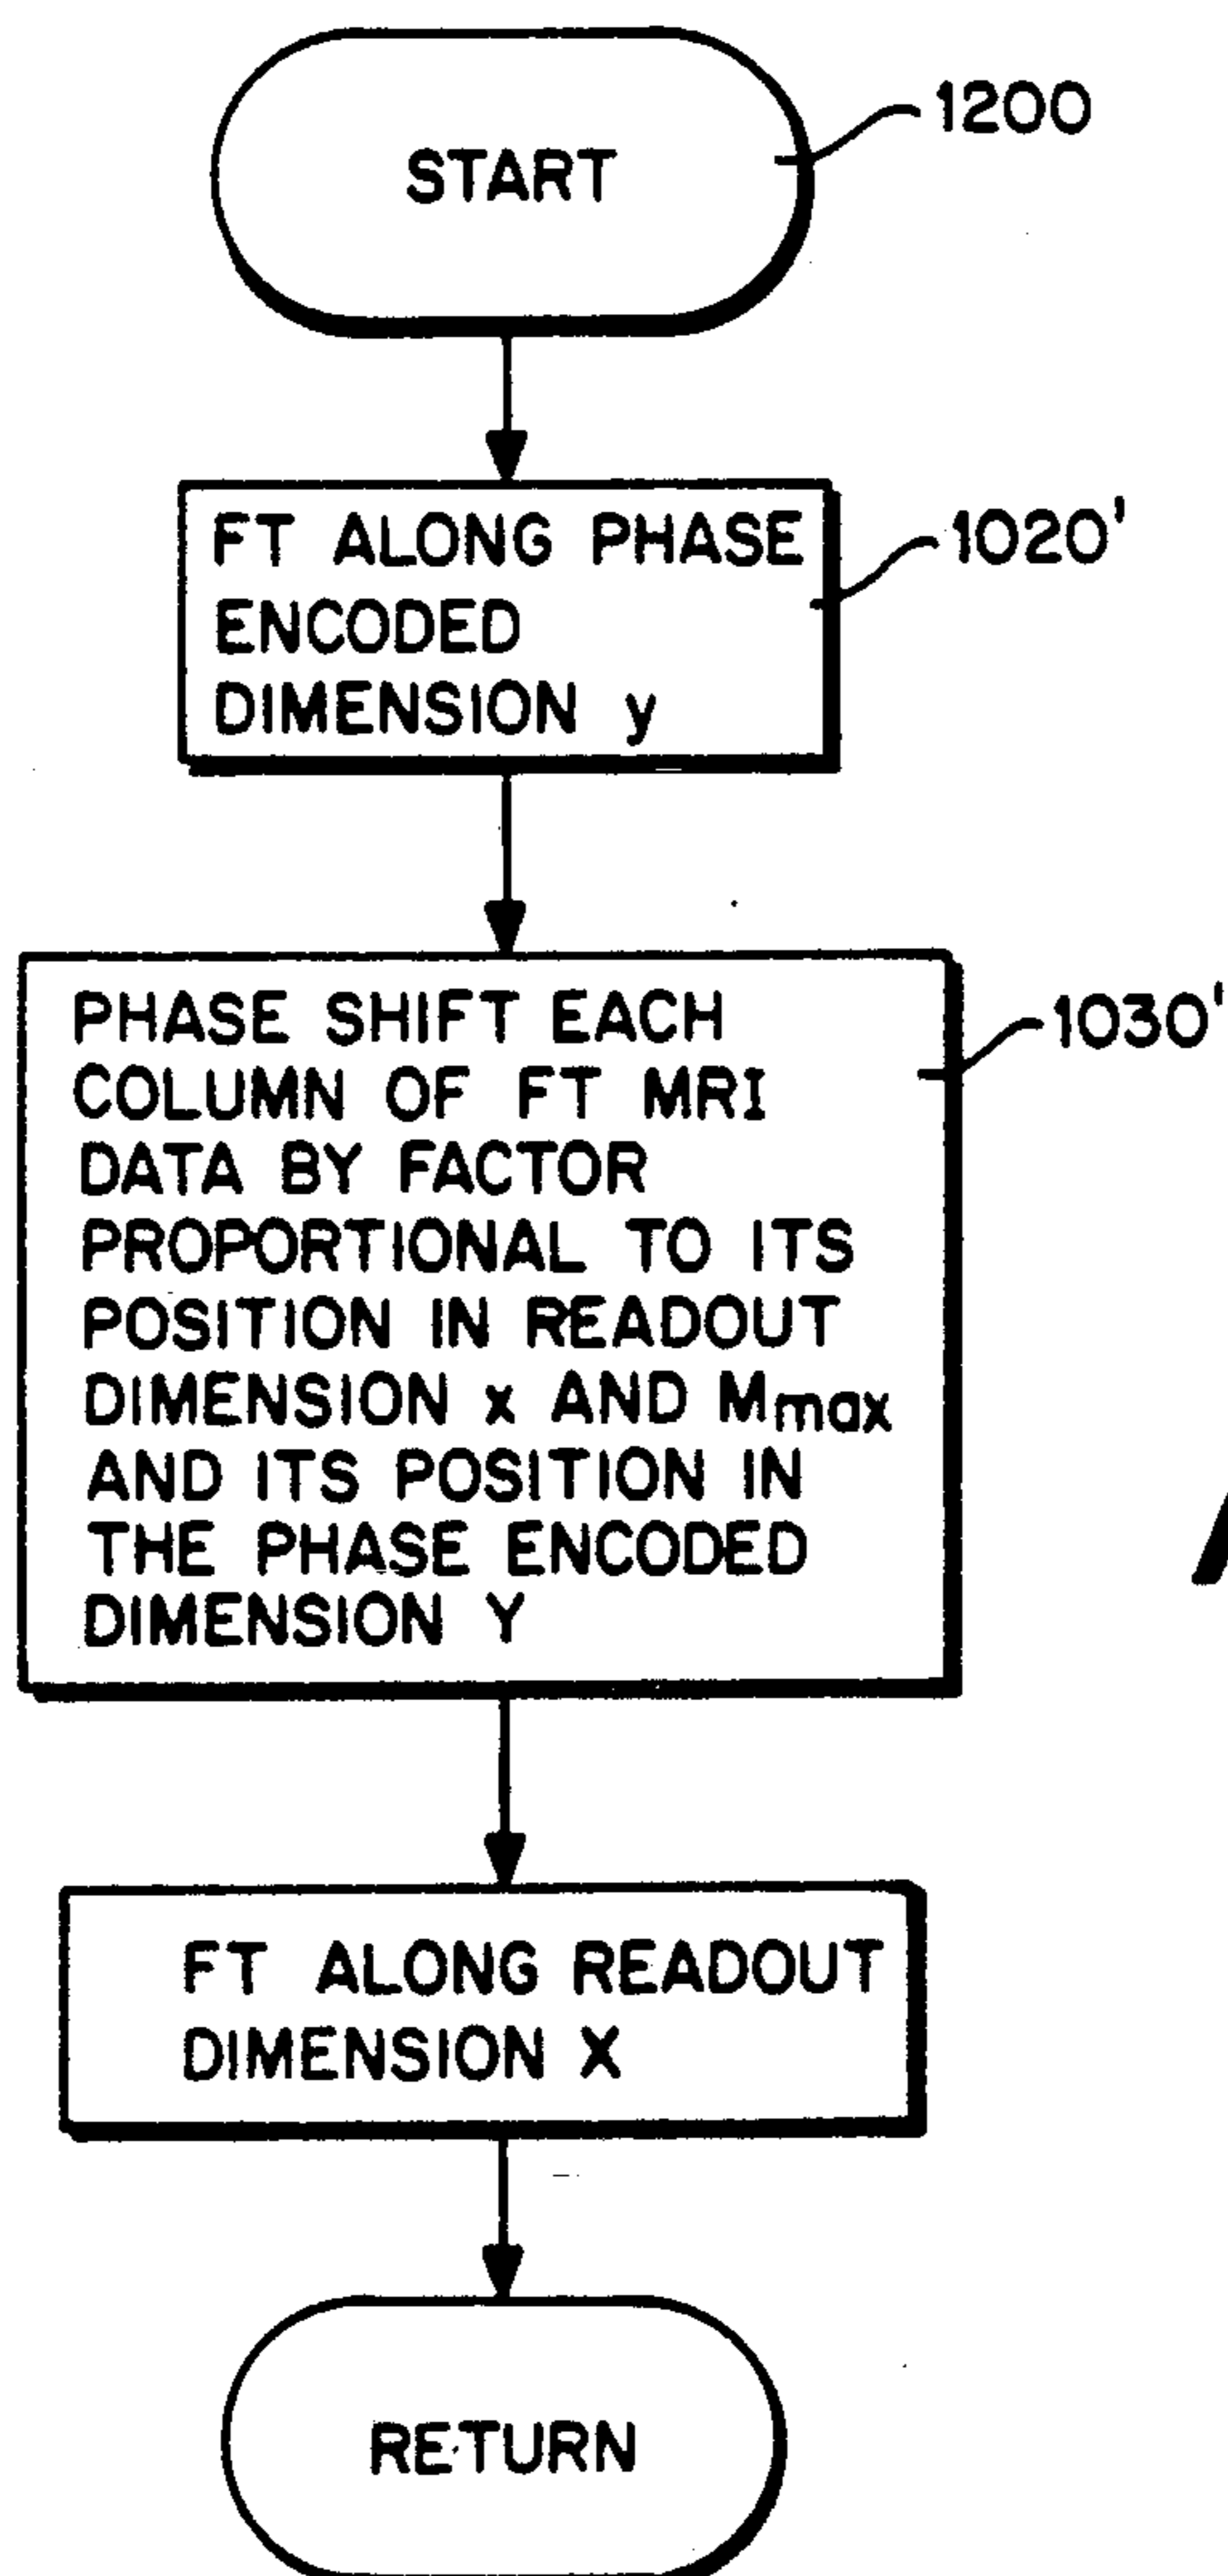 START
1200
FT ALONG PHASE
ENCODED
DIMENSION y
1020'
PHASE SHIFT EACH
COLUMN OF FT MRI
DATA BY FACTOR
PROPORTIONAL TO ITS
POSITION IN READOUT
DIMENSION x AND Mmax
AND ITS POSITION IN
THE PHASE ENCODED
DIMENSION Y
1030'
FT ALONG READOUT
DIMENSION X
RETURN